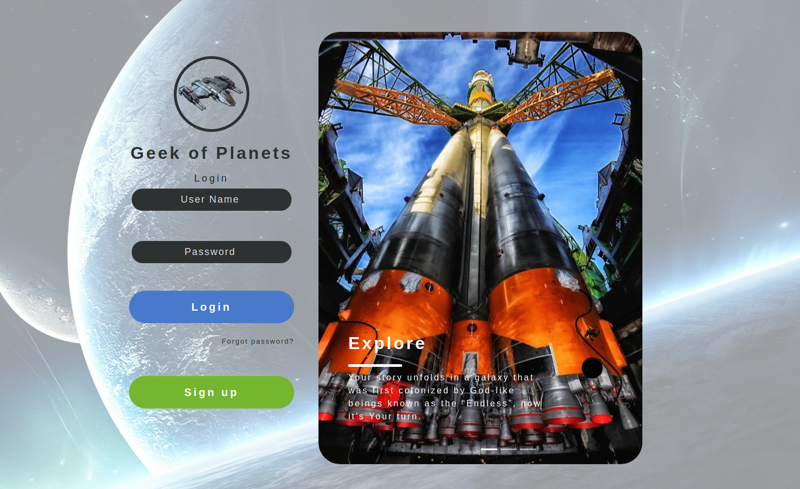 Geek of Planets
Login
User Name
Password
Login
Forgot password?
Sign up
Explore
Your story unfolds in a galaxy that
was first colonized by God-like
beings known as the "Endless", now
it's Your turn.